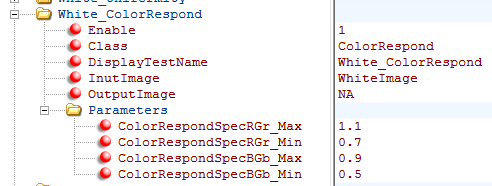 White_Uniformity
White_ColorRespond
Enable 1
Class ColorRespond
DisplayTestName White_ColorRespond
InutImage WhiteImage
OutputImage NA
Parameters
ColorRespondSpecRGr_Max 1.1
ColorRespondSpecRGr_Min 0.7
ColorRespondSpecBGb_Max 0.9
ColorRespondSpecBGb_Min 0.5